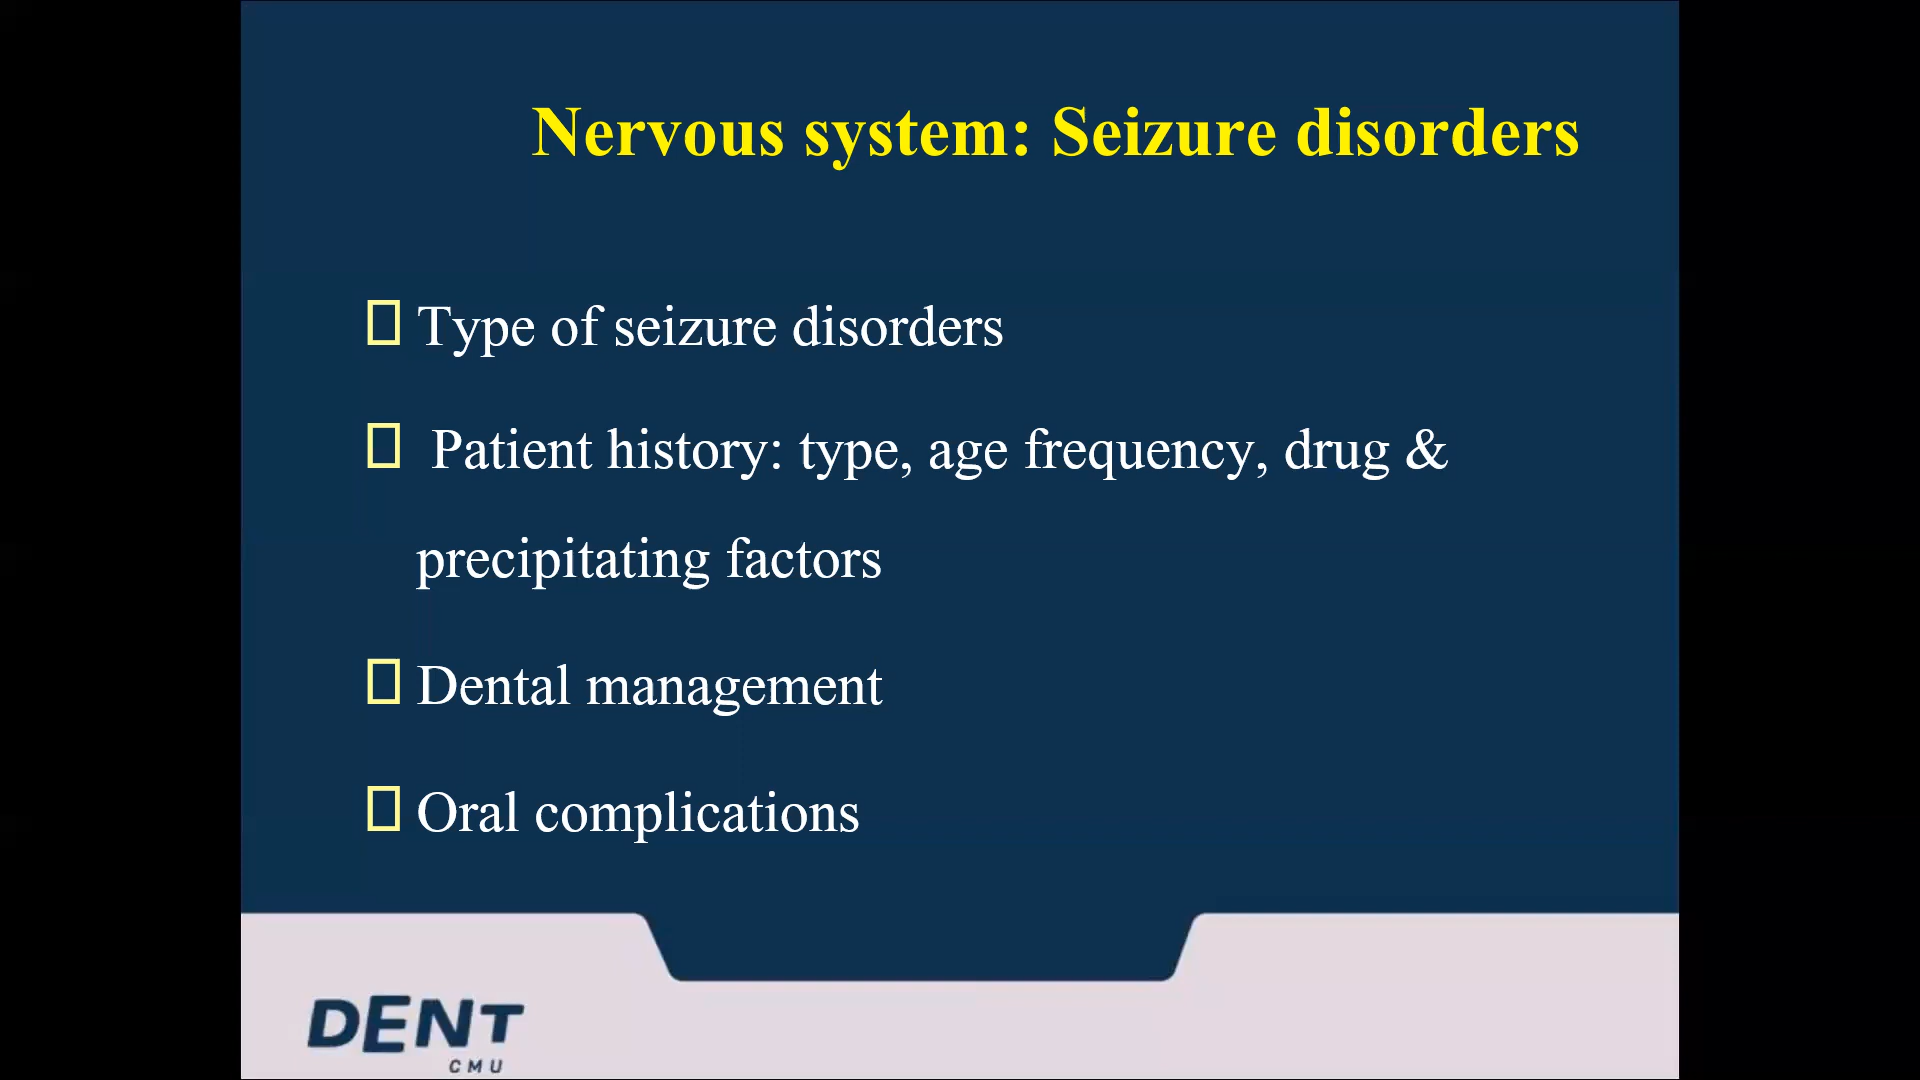 Nervous system: Seizure disorders
Type of seizure disorders
Patient history: type, age frequency, drug &
precipitating factors
Dental management
Oral complications
DENT
CMU